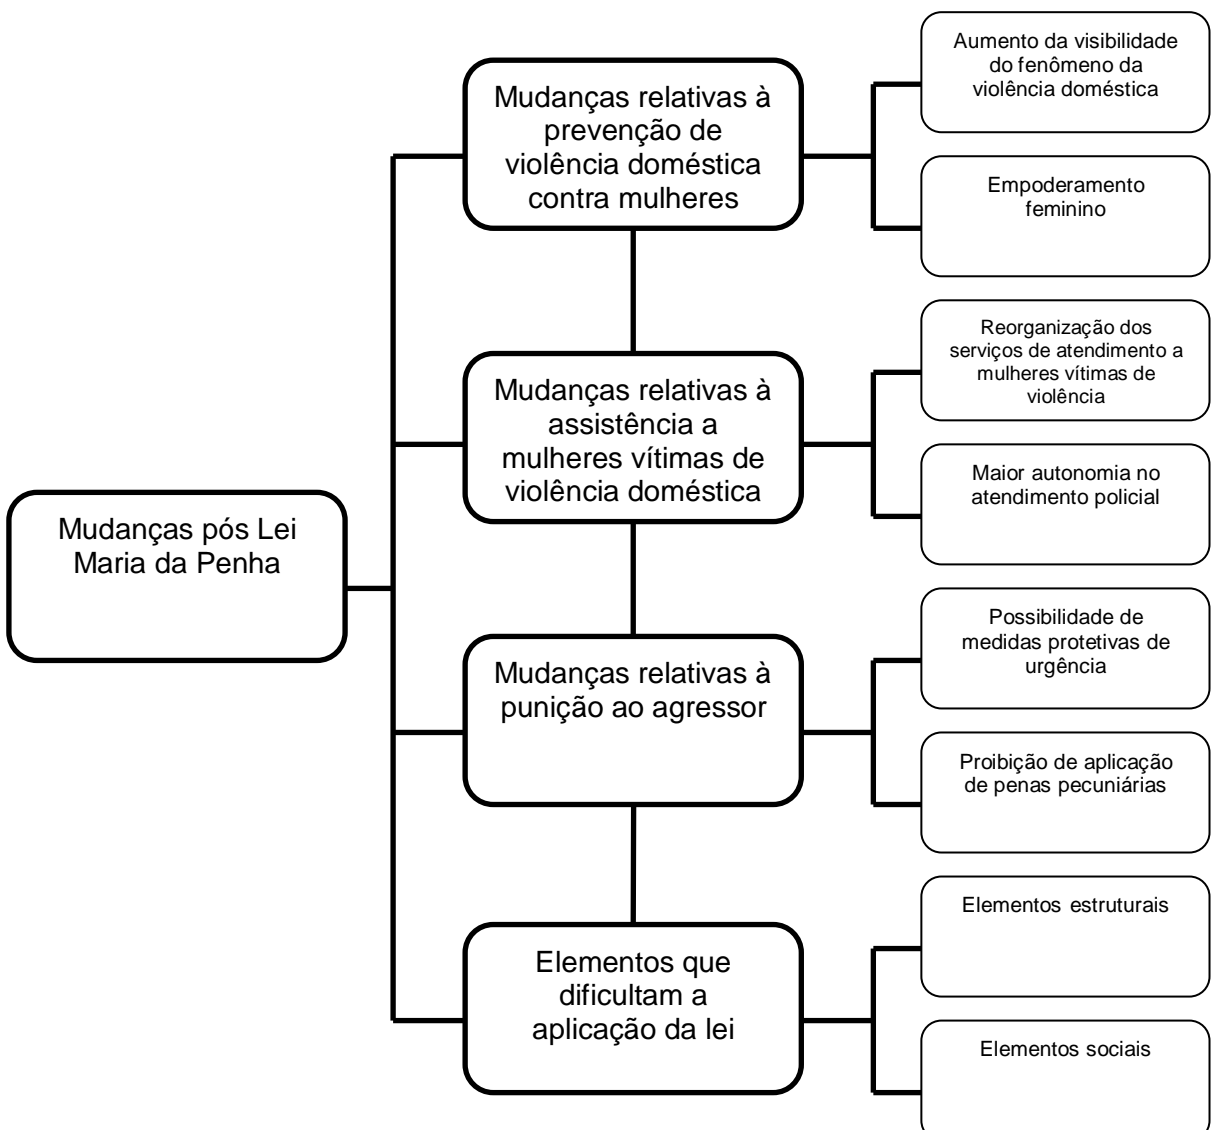 Mudanças pós Lei
Maria da Penha
Mudanças relativas à
prevenção de
violência doméstica
contra mulheres
Aumento da visibilidade
do fenômeno da
violência doméstica
Empoderamento
feminino
Mudanças relativas à
assistência a
mulheres vítimas de
violência doméstica
Reorganização dos
serviços de atendimento a
mulheres vítimas de
violência
Maior autonomia no
atendimento policial
Mudanças relativas à
punição ao agressor
Possibilidade de
medidas protetivas de
urgência
Proibição de aplicação
de penas pecuniárias
Elementos que
dificultam a
aplicação da lei
Elementos estruturais
Elementos sociais